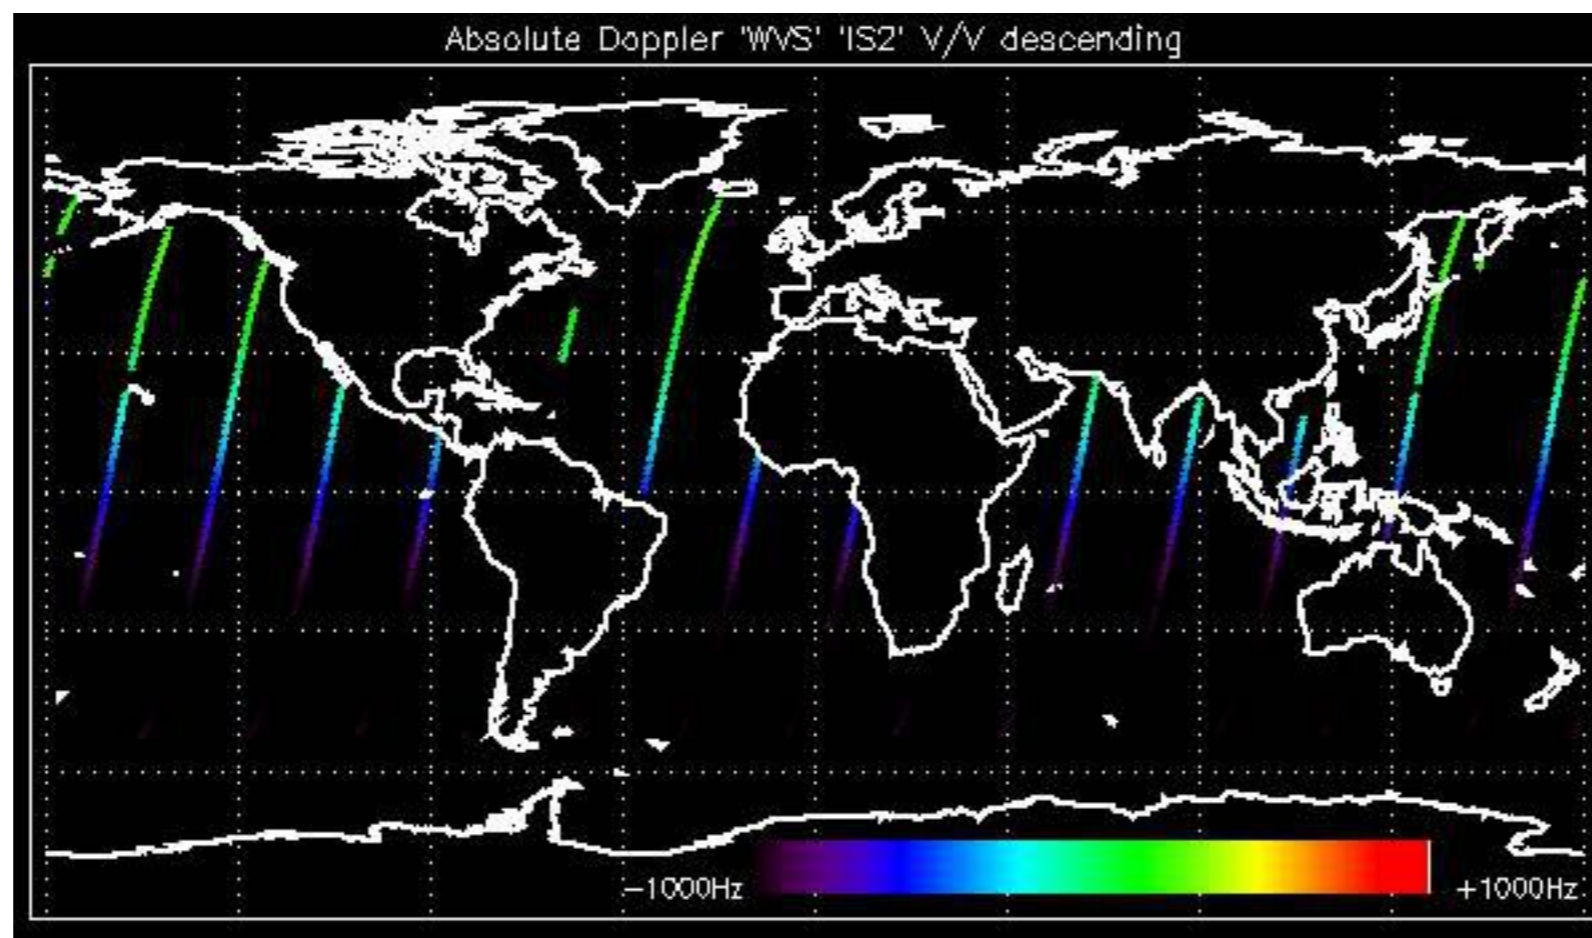 Absolute Doppler 'WVS' 'IS2' V/V descending
-1000Hz
+1000Hz